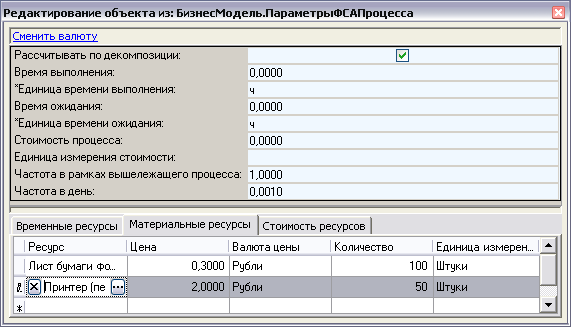 Редактирование объекта из: БизнесМодель.ПараметрыФСАПроцесса
Сменить валюту
Рассчитывать по декомпозиции:
Время выполнения: 0,0000
*Единица времени выполнения: ч
Время ожидания: 0,0000
*Единица времени ожидания: ч
Стоимость процесса: 0,0000
Единица измерения стоимости:
Частота в рамках вышележащего процесса: 1,0000
Частота в день: 0,0010
Временные ресурсы Материальные ресурсы Стоимость ресурсов
Ресурс Цена Валюта цены Количество Единица измерен...
Лист бумаги фо... 0,3000 Рубли 100 Штуки
Принтер (пе ... 2,0000 Рубли 50 Штуки
*